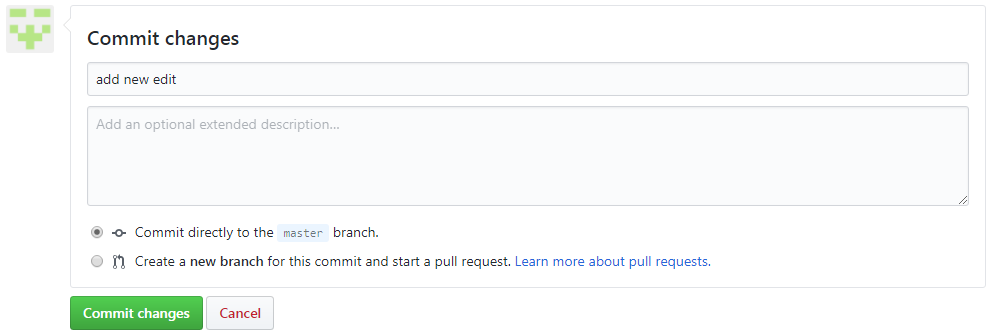 Commit changes
add new edit
Add an optional extended description...
Commit directly to the master branch.
Create a new branch for this commit and start a pull request. Learn more about pull requests.
Commit changes Cancel